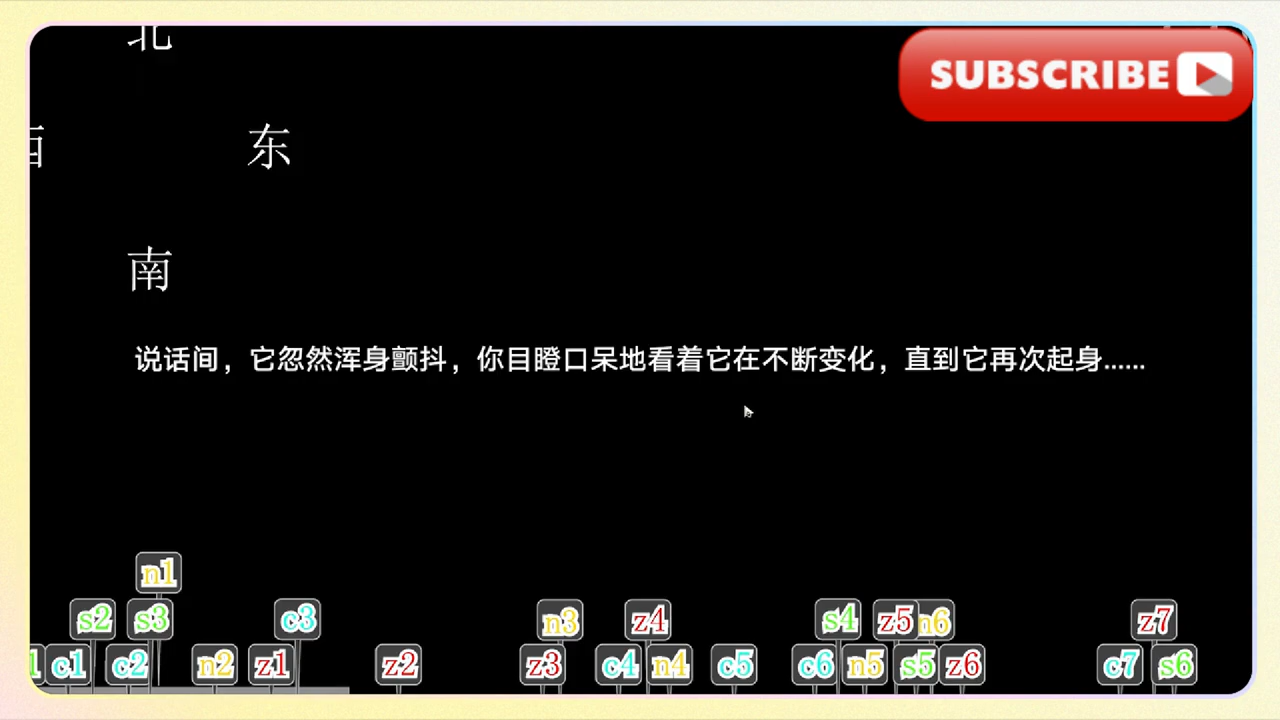 北
SUBSCRIBE
西 东
南
说话间，它忽然浑身颤抖，你目瞪口呆地看着它在不断变化，直到它再次起身......
n1
s2 s3 c3 n3 z4 s4 z5 n6 z7
1 c1 c2 n2 z1 z2 z3 c4 n4 c5 c6 n5 s5 z6 c7 s6